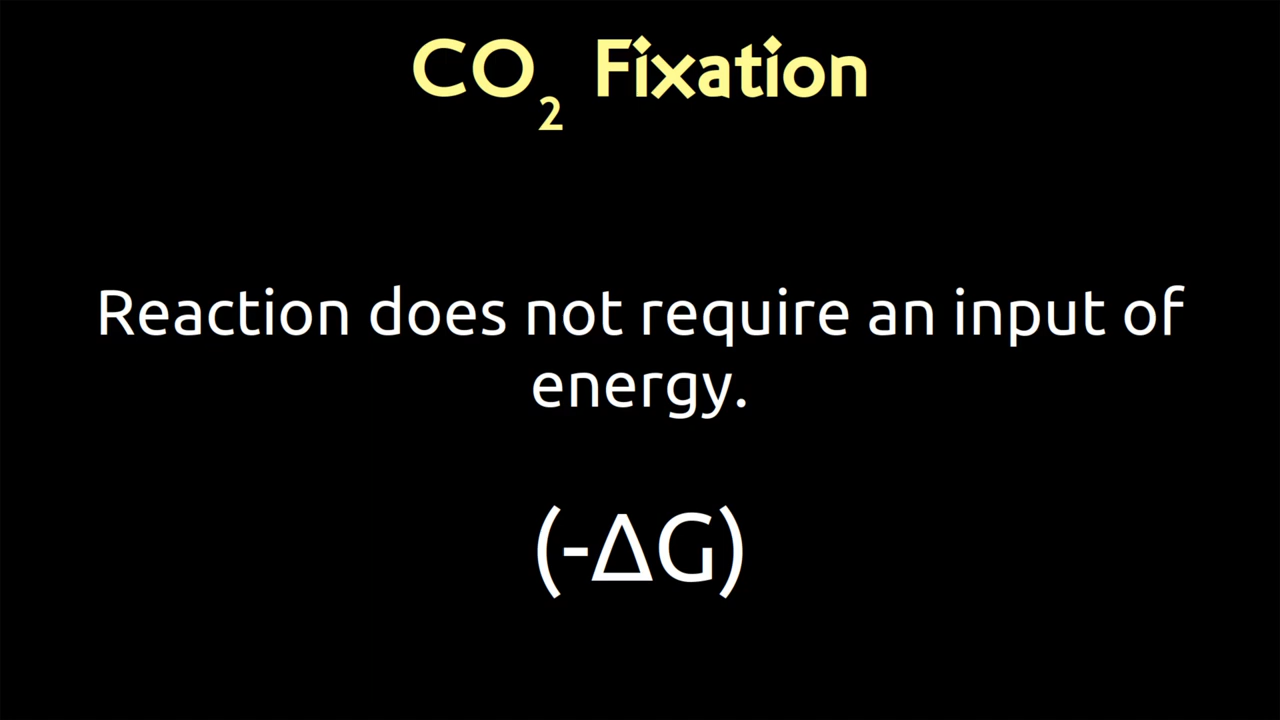 CO₂ Fixation
Reaction does not require an input of
energy.
(-ΔG)